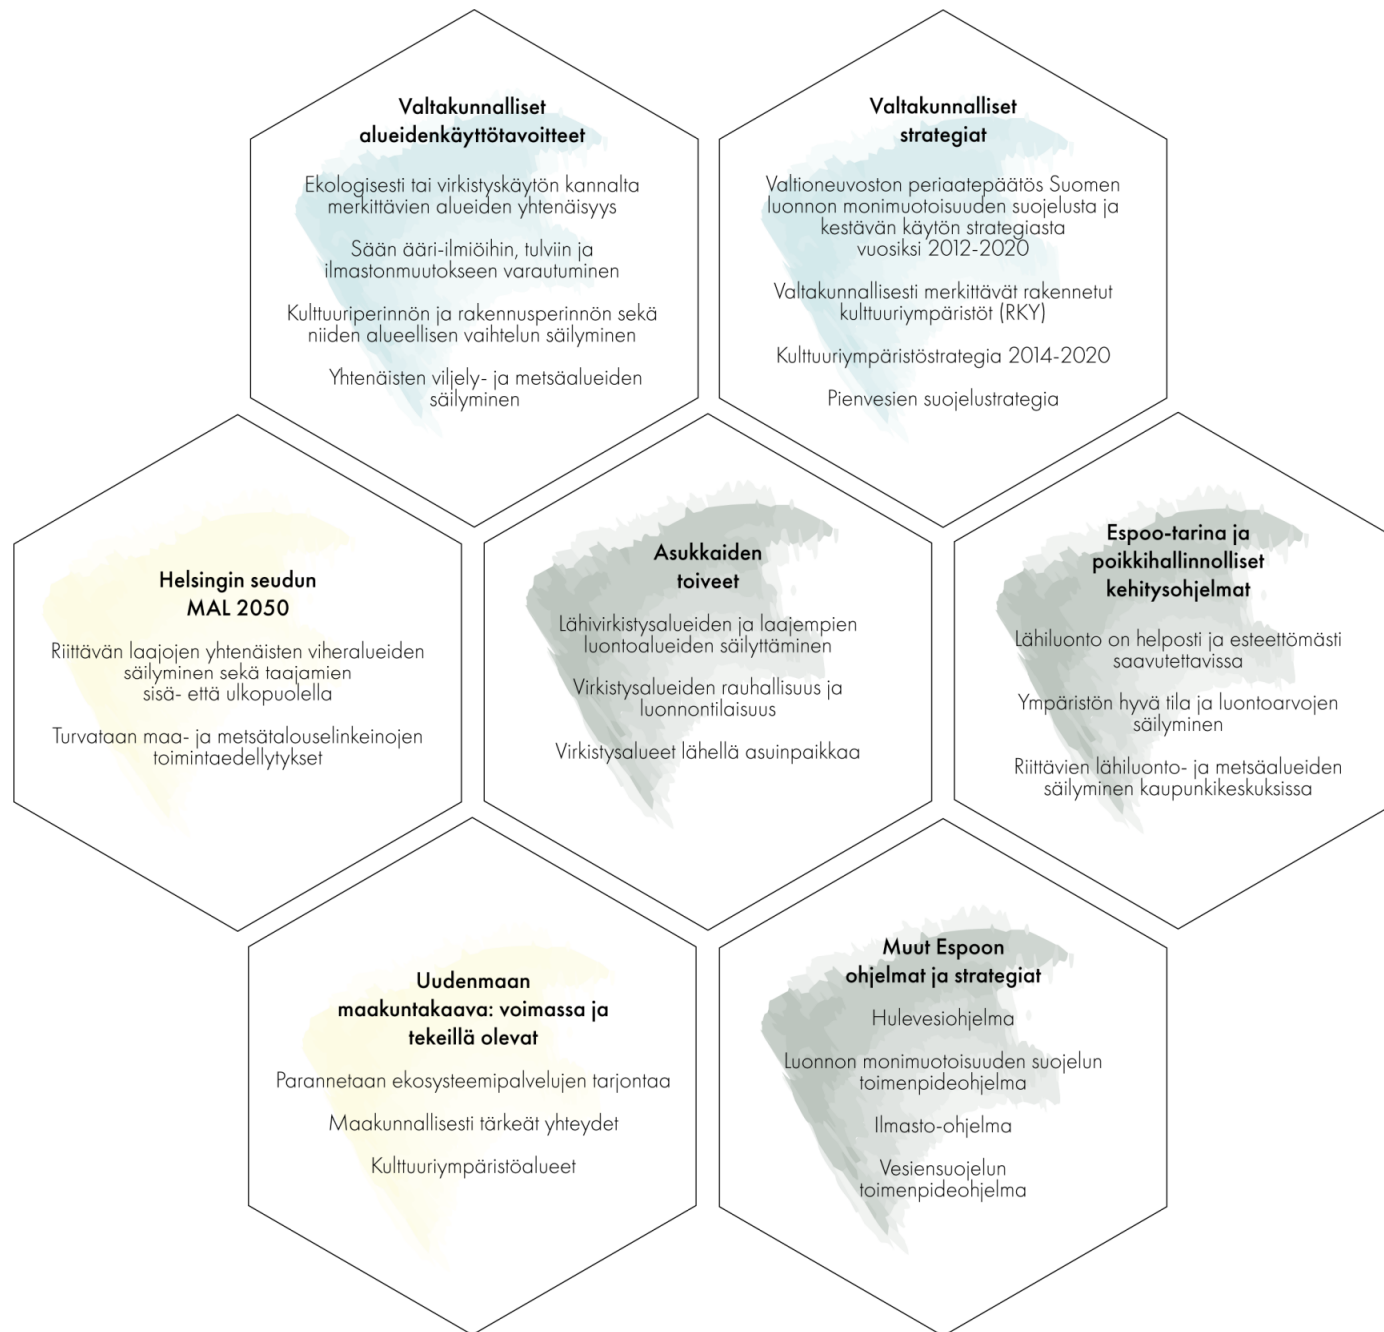 Valtakunnalliset
alueidenkäyttötavoitteet
Ekologisesti tai virkistyskäytön kannalta
merkittävien alueiden yhtenäisyys
Sään ääri-ilmiöihin, tulviin ja
ilmastonmuutokseen varautuminen
Kulttuuriperinnön ja rakennusperinnön sekä
niiden alueellisen vaihtelun säilyminen
Yhtenäisten viljely- ja metsäalueiden
säilyminen
Valtakunnalliset
strategiat
Valtioneuvoston periaatepäätös Suomen
luonnon monimuotoisuuden suojelusta ja
kestävän käytön strategiasta
vuosiksi 2012-2020
Valtakunnallisesti merkittävät rakennetut
kulttuuriympäristöt (RKY)
Kulttuuriympäristöstrategia 2014-2020
Pienvesien suojelustrategia
Helsingin seudun
MAL 2050
Riittävän laajojen yhtenäisten viheralueiden
säilyminen sekä taajamien
sisä- että ulkopuolella
Turvataan maa- ja metsätalouselinkeinojen
toimintaedellytykset
Asukkaiden
toiveet
Lähivirkistysalueiden ja laajempien
luontoalueiden säilyttäminen
Virkistysalueiden rauhallisuus ja
luonnontilaisuus
Virkistysalueet lähellä asuinpaikkaa
Espoo-tarina ja
poikkihallinnolliset
kehitysohjelmat
Lähiluonto on helposti ja esteettömästi
saavutettavissa
Ympäristön hyvä tila ja luontoarvojen
säilyminen
Riittävien lähiluonto- ja metsäalueiden
säilyminen kaupunkikeskuksissa
Uudenmaan
maakuntakaava: voimassa ja
tekeillä olevat
Parannetaan ekosysteemipalvelujen tarjontaa
Maakunnallisesti tärkeät yhteydet
Kulttuuriympäristöalueet
Muut Espoon
ohjelmat ja strategiat
Hulevesiohjelma
Luonnon monimuotoisuuden suojelun
toimenpideohjelma
Ilmasto-ohjelma
Vesiensuojelun
toimenpideohjelma